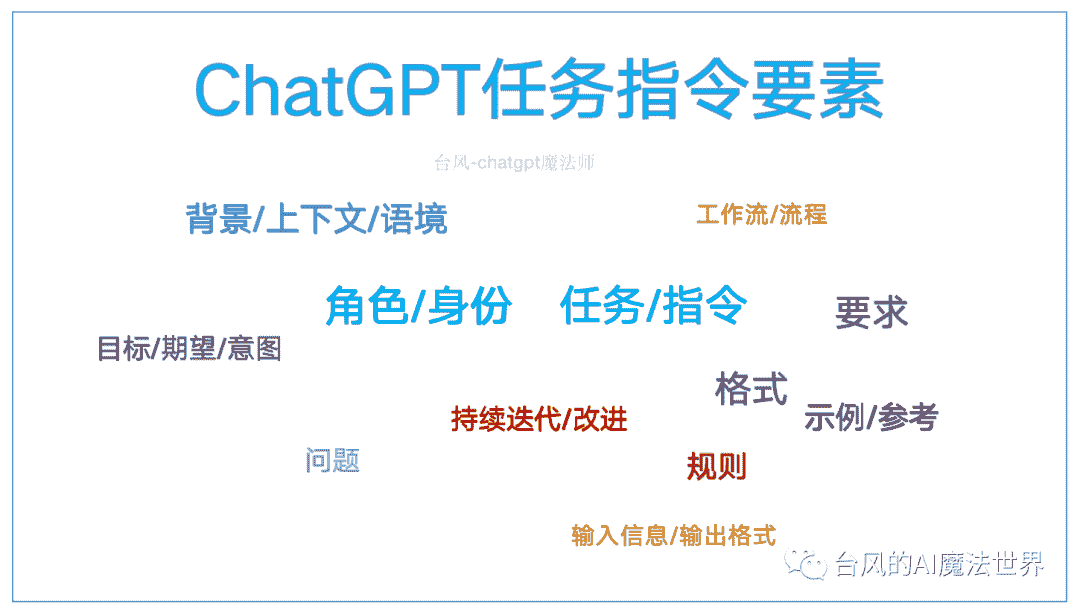 ChatGPT任务指令要素
台风-chatgpt魔法师
背景/上下文/语境
工作流/流程
角色/身份
任务/指令
要求
目标/期望/意图
格式
示例/参考
持续迭代/改进
问题
规则
输入信息/输出格式
台风的AI魔法世界